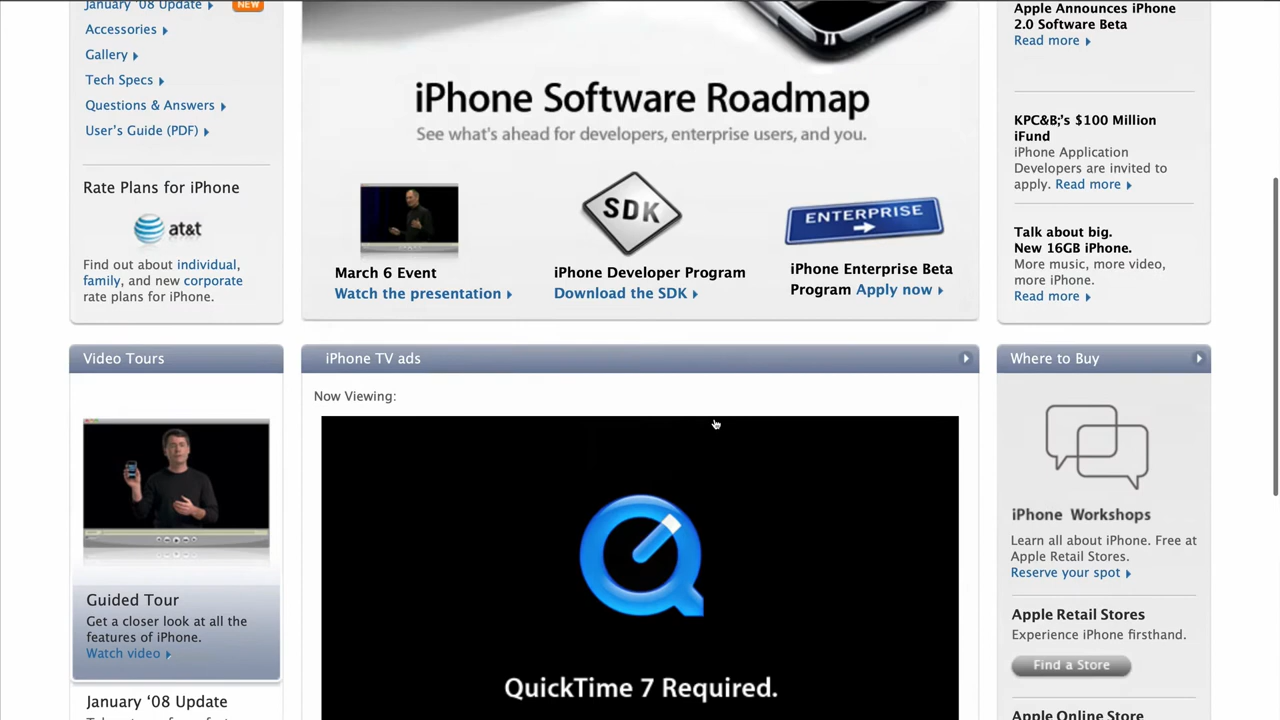 January '08 Update
NEW
Accessories
Gallery
Tech Specs
Questions & Answers
User's Guide (PDF)
Rate Plans for iPhone
at&t
Find out about individual,
family, and new corporate
rate plans for iPhone.
iPhone Software Roadmap
See what's ahead for developers, enterprise users, and you.
SDK
ENTERPRISE
March 6 Event
Watch the presentation
iPhone Developer Program
Download the SDK
iPhone Enterprise Beta
Program Apply now
Apple Announces iPhone
2.0 Software Beta
Read more
KPC&B;'s $100 Million
iFund
iPhone Application
Developers are invited to
apply. Read more
Talk about big.
New 16GB iPhone.
More music, more video,
more iPhone.
Read more
Video Tours
Guided Tour
Get a closer look at all the
features of iPhone.
Watch video
January '08 Update
iPhone TV ads
Now Viewing:
QuickTime 7 Required.
Where to Buy
iPhone Workshops
Learn all about iPhone. Free at
Apple Retail Stores.
Reserve your spot
Apple Retail Stores
Experience iPhone firsthand.
Find a Store
Apple Online Store